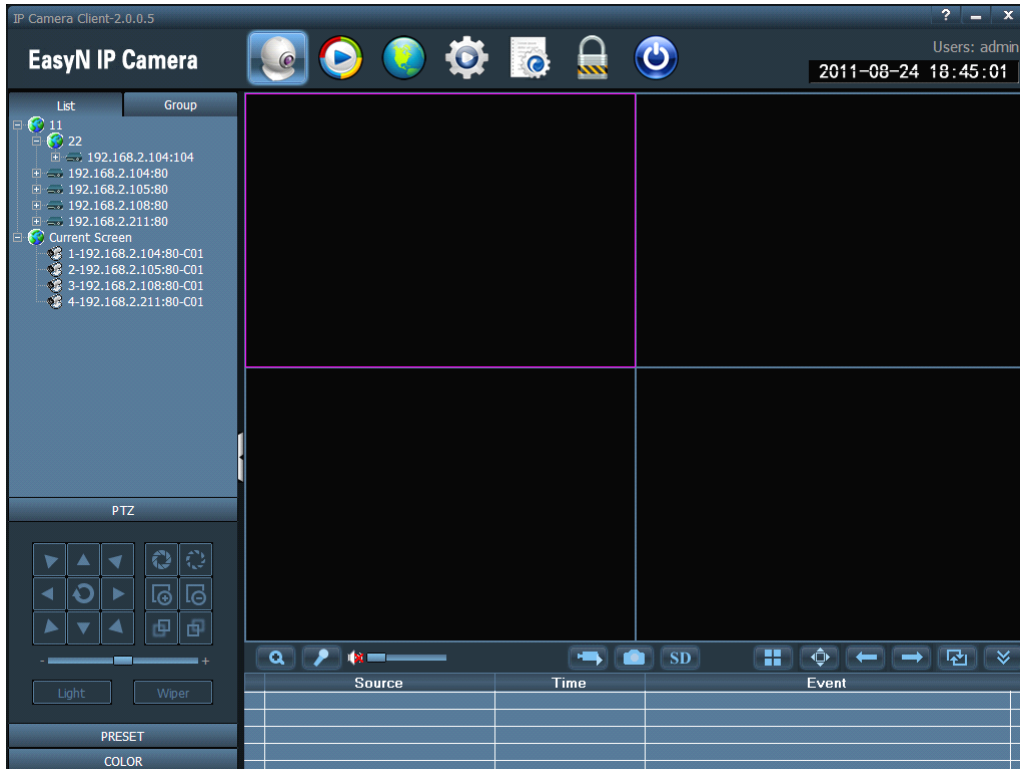 IP Camera Client-2.0.0.5
EasyN IP Camera
Users: admin
2011-08-24 18:45:01
List
Group
11
22
192.168.2.104:104
192.168.2.104:80
192.168.2.105:80
192.168.2.108:80
192.168.2.211:80
Current Screen
1-192.168.2.104:80-C01
2-192.168.2.105:80-C01
3-192.168.2.108:80-C01
4-192.168.2.211:80-C01
PTZ
- +
Light
Wiper
PRESET
COLOR
SD
Source Time Event